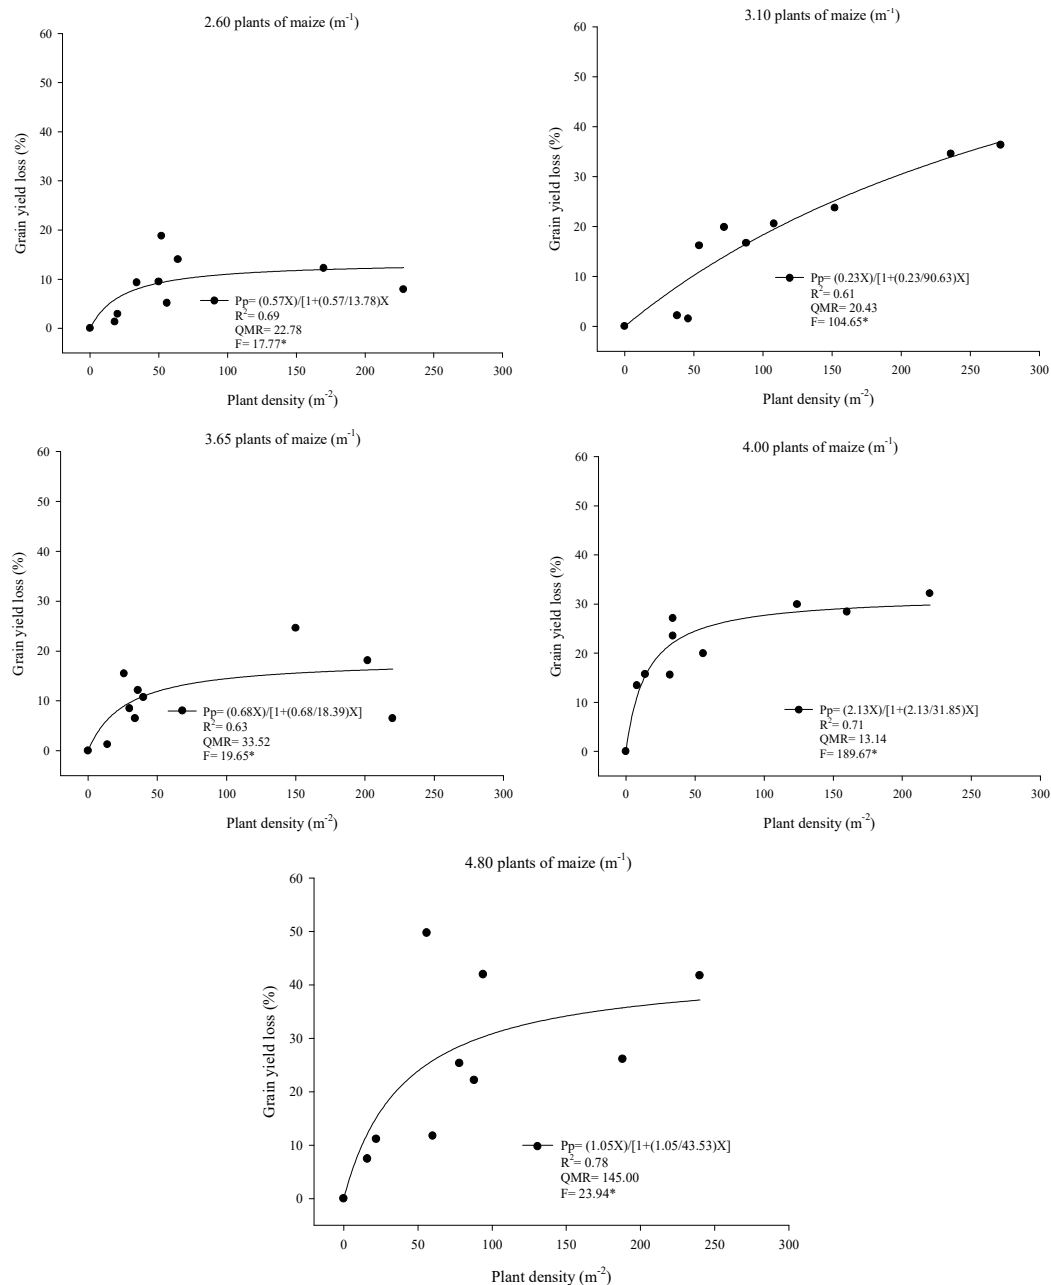 2.60 plants of maize (m⁻¹)
60
50
40
30
20
10
0
Grain yield loss (%)
Pp= (0.57X)/[1+(0.57/13.78)X
R²= 0.69
QMR= 22.78
F= 17.77*
0 50 100 150 200 250 300
Plant density (m⁻²)
3.10 plants of maize (m⁻¹)
60
50
40
30
20
10
0
Grain yield loss (%)
Pp= (0.23X)/[1+(0.23/90.63)X]
R²= 0.61
QMR= 20.43
F= 104.65*
0 50 100 150 200 250 300
Plant density (m⁻²)
3.65 plants of maize (m⁻¹)
60
50
40
30
20
10
0
Grain yield loss (%)
Pp= (0.68X)/[1+(0.68/18.39)X]
R²= 0.63
QMR= 33.52
F= 19.65*
0 50 100 150 200 250 300
Plant density (m⁻²)
4.00 plants of maize (m⁻¹)
60
50
40
30
20
10
0
Grain yield loss (%)
Pp= (2.13X)/[1+(2.13/31.85)X]
R²= 0.71
QMR= 13.14
F= 189.67*
0 50 100 150 200 250 300
Plant density (m⁻²)
4.80 plants of maize (m⁻¹)
60
50
40
30
20
10
0
Grain yield loss (%)
Pp= (1.05X)/[1+(1.05/43.53)X]
R²= 0.78
QMR= 145.00
F= 23.94*
0 50 100 150 200 250 300
Plant density (m⁻²)